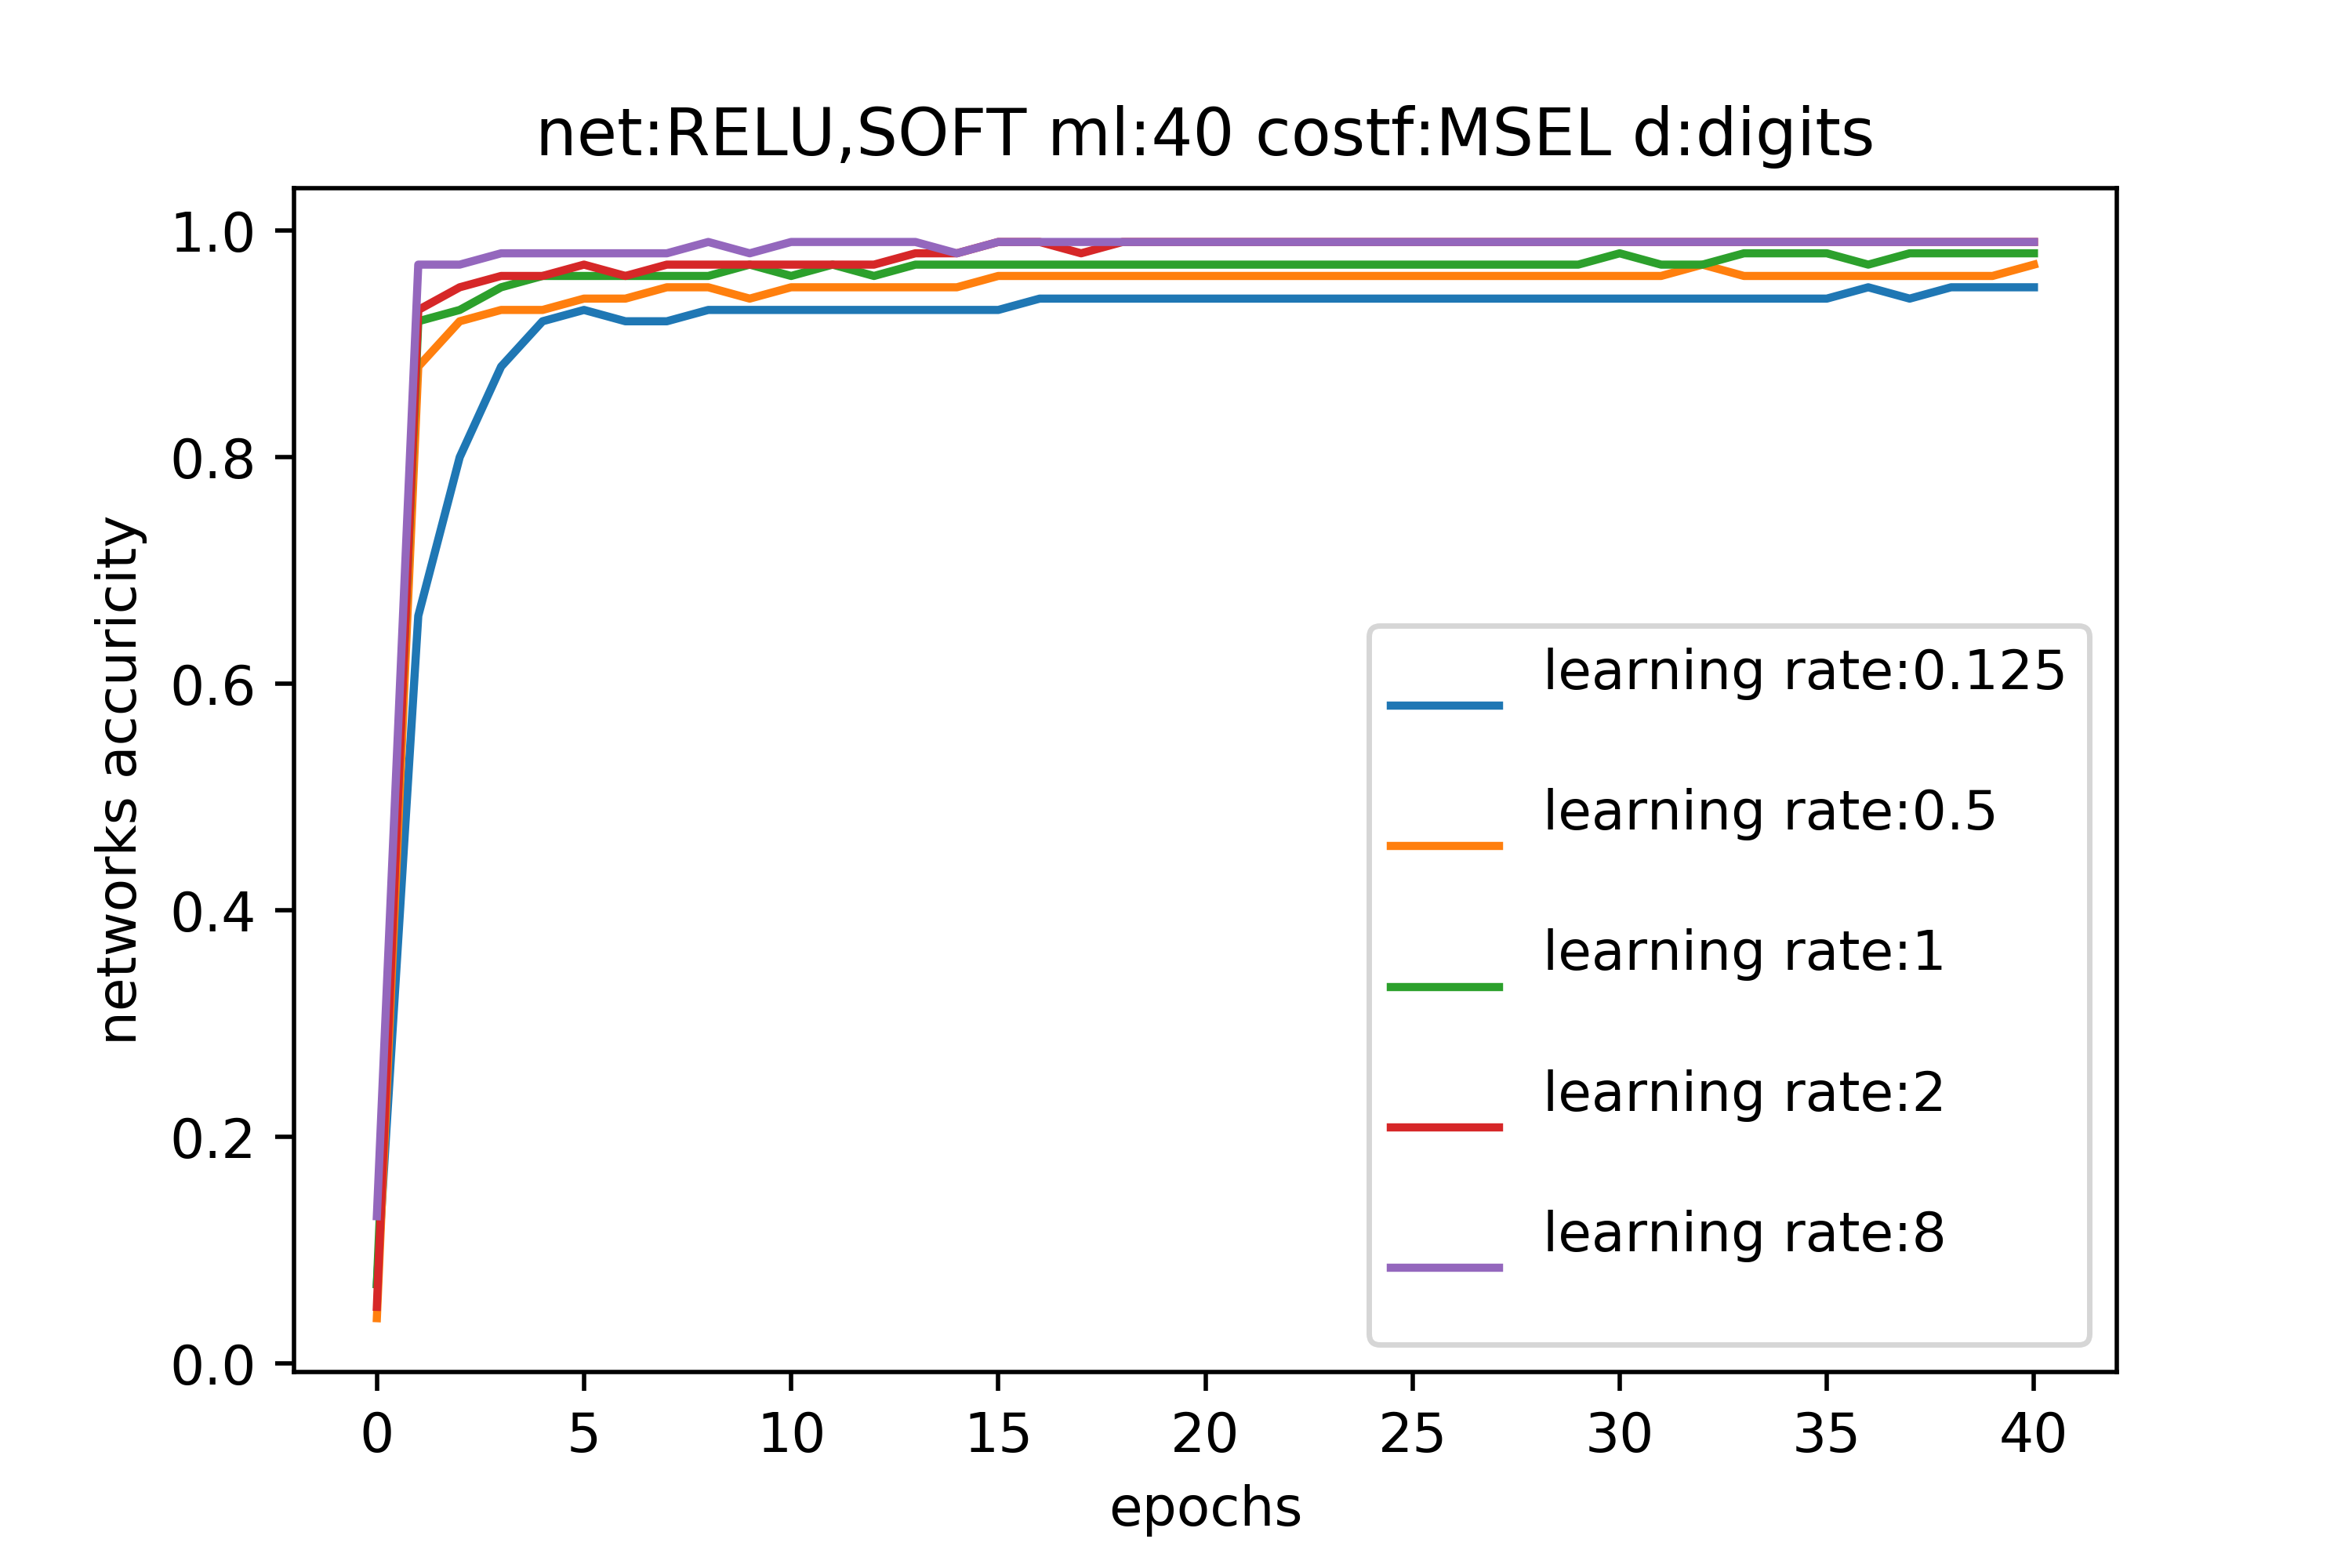 net:RELU,SOFT ml:40 costf:MSEL d:digits
1.0
0.8
0.6
0.4
0.2
0.0
networks accuricity
learning rate:0.125
learning rate:0.5
learning rate:1
learning rate:2
learning rate:8
0 5 10 15 20 25 30 35 40
epochs